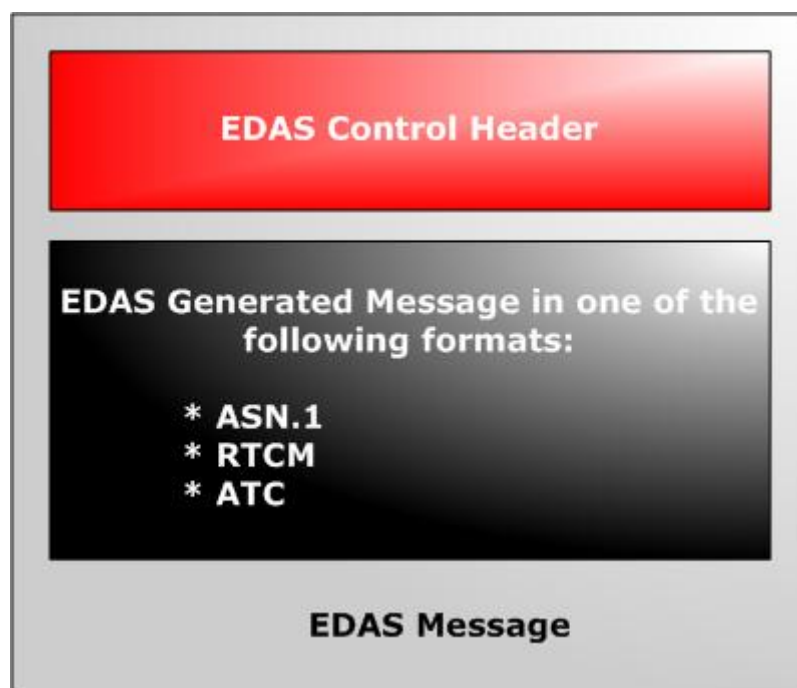 EDAS Control Header
EDAS Generated Message in one of the
following formats:
* ASN.1
* RTCM
* ATC
EDAS Message